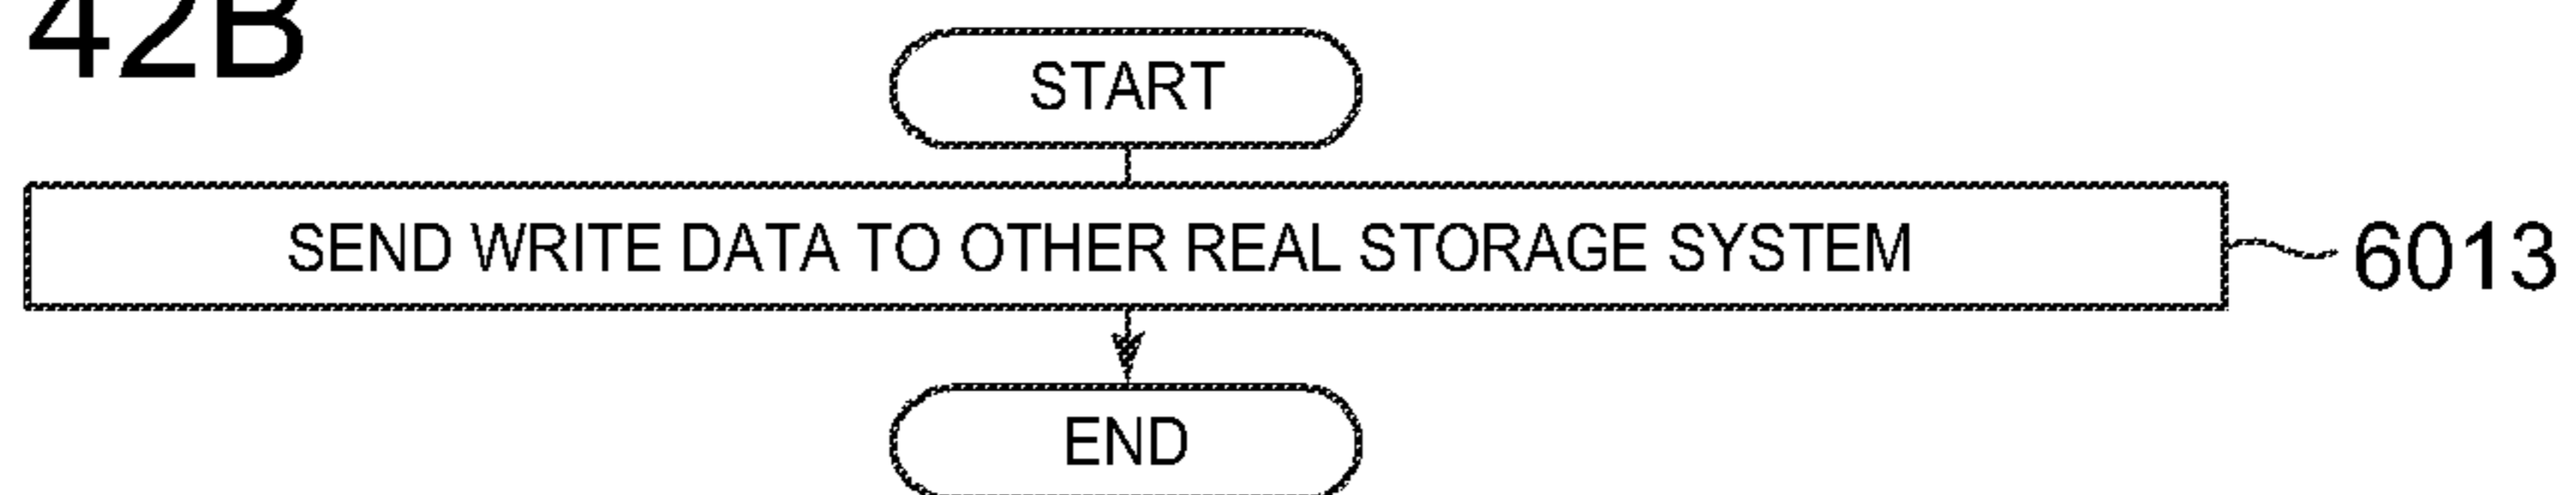 42B
START
SEND WRITE DATA TO OTHER REAL STORAGE SYSTEM
6013
END